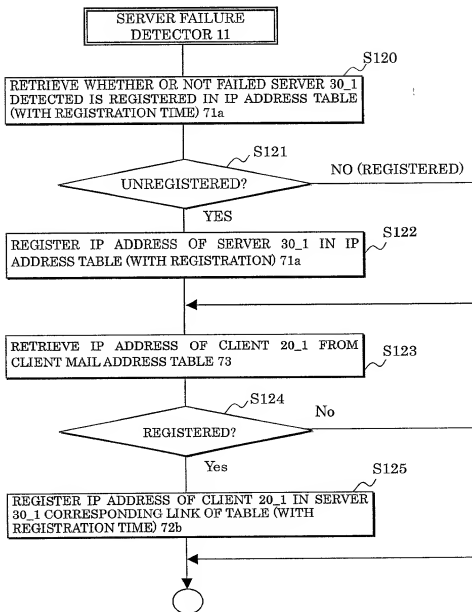 SERVER FAILURE
DETECTOR 11
S120
RETRIEVE WHETHER OR NOT FAILED SERVER 30_1
DETECTED IS REGISTERED IN IP ADDRESS TABLE
(WITH REGISTRATION TIME) 71a
S121
UNREGISTERED?
NO (REGISTERED)
YES
S122
REGISTER IP ADDRESS OF SERVER 30_1 IN IP
ADDRESS TABLE (WITH REGISTRATION) 71a
RETRIEVE IP ADDRESS OF CLIENT 20_1 FROM
CLIENT MAIL ADDRESS TABLE 73
S123
S124
REGISTERED?
No
Yes
S125
REGISTER IP ADDRESS OF CLIENT 20_1 IN SERVER
30_1 CORRESPONDING LINK OF TABLE (WITH
REGISTRATION TIME) 72b